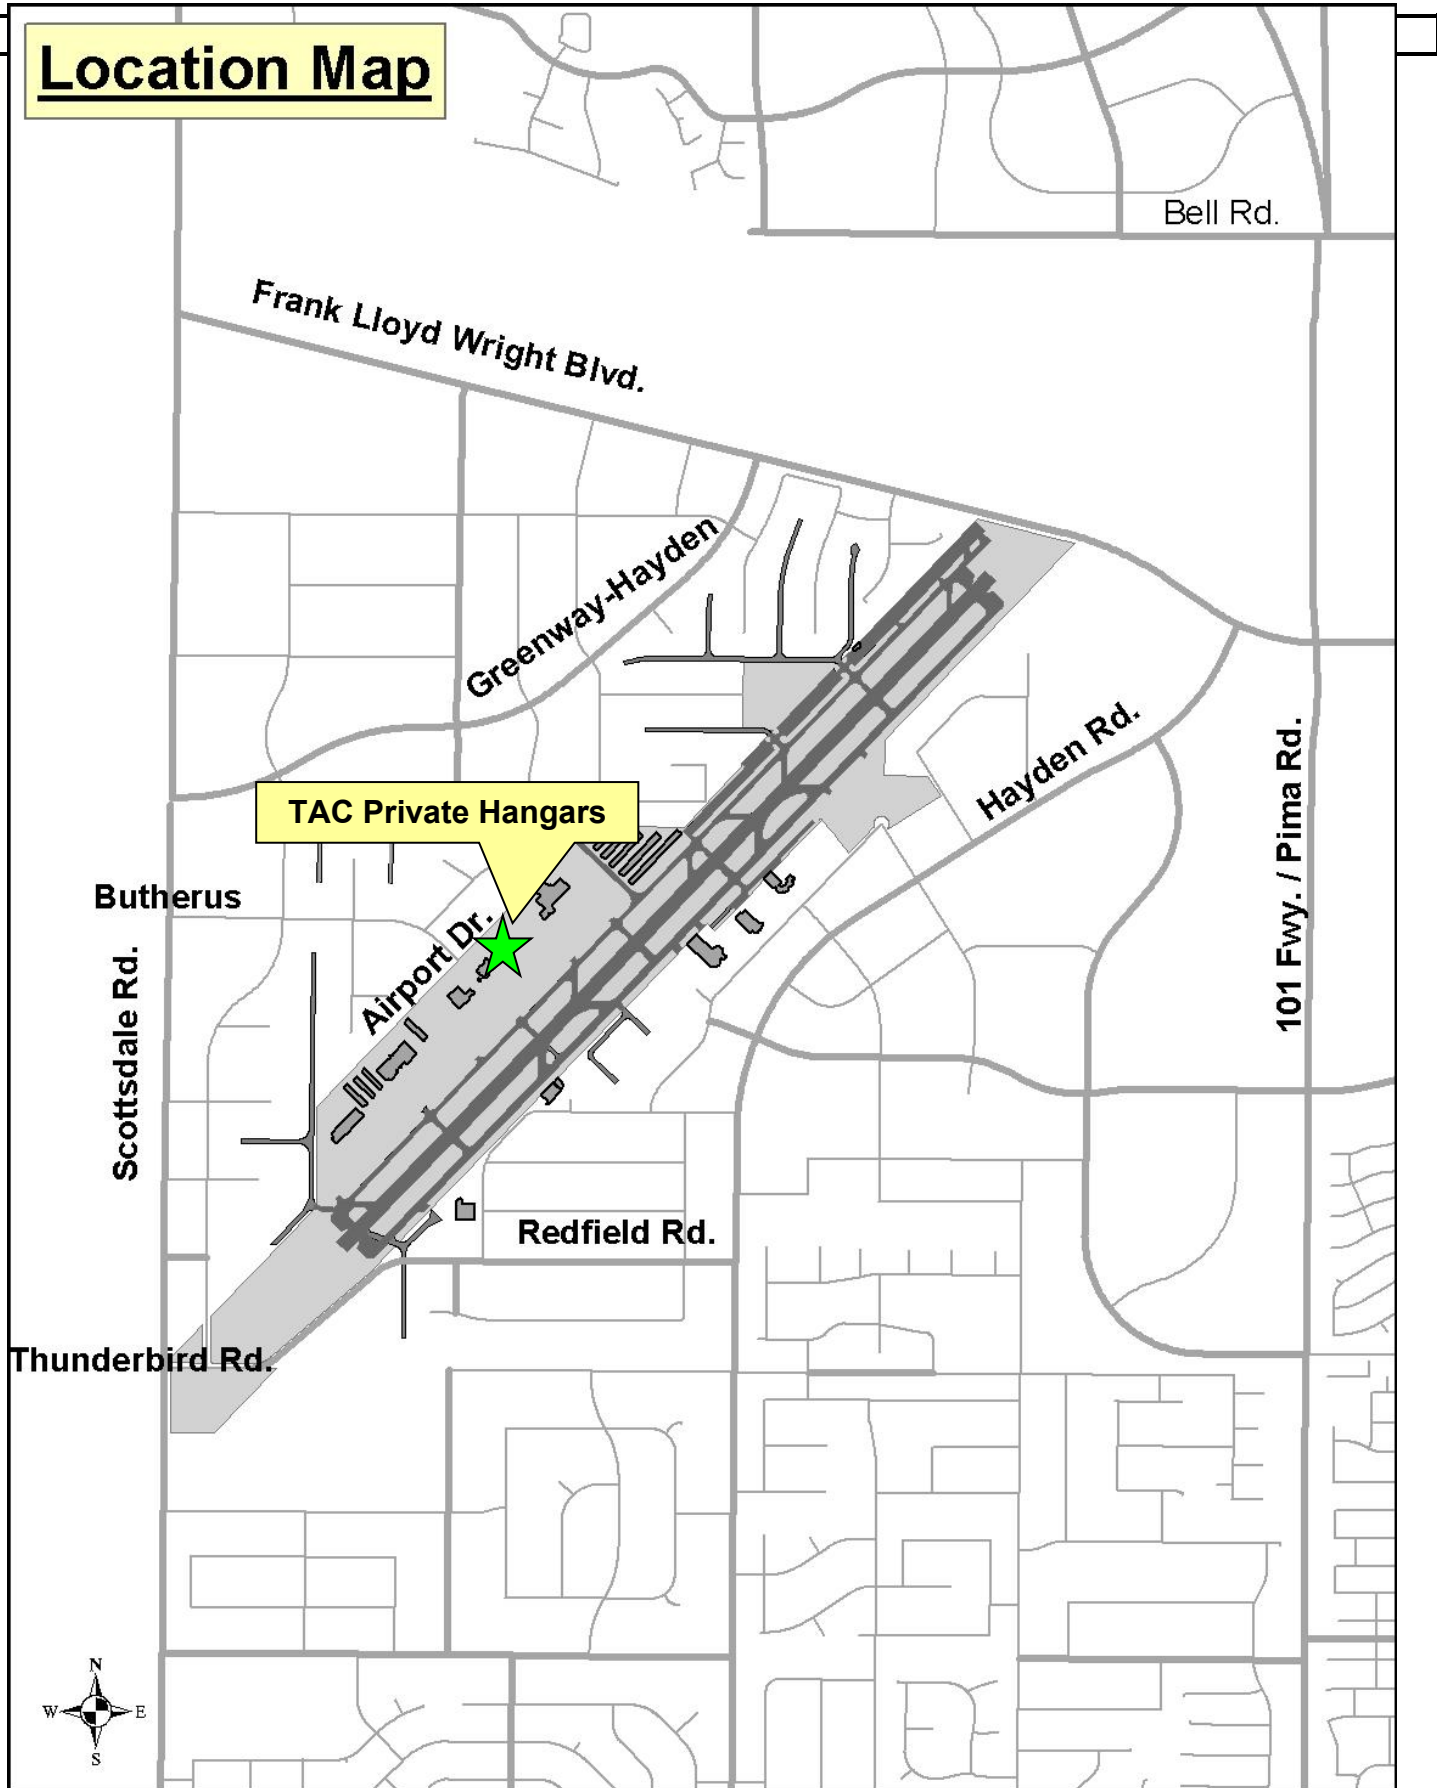 Location Map
Bell Rd.
Frank Lloyd Wright Blvd.
Greenway-Hayden
Hayden Rd.
101 Fwy. / Pima Rd.
TAC Private Hangars
Butherus
Airport Dr.
Scottsdale Rd.
Redfield Rd.
Thunderbird Rd.
N
W
E
S